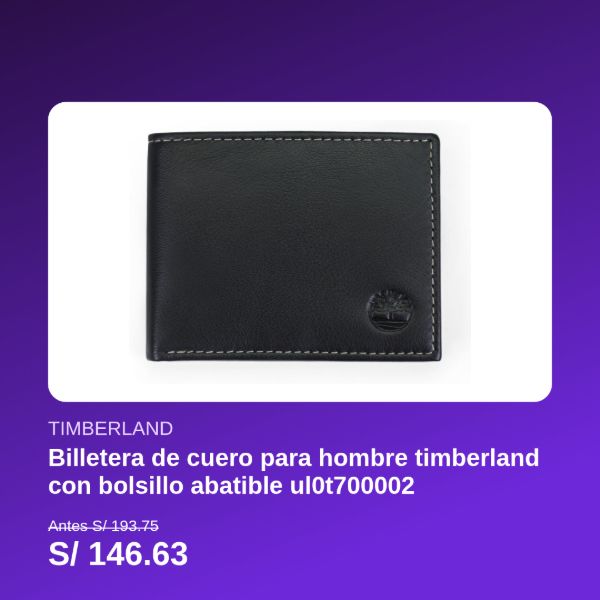 TIMBERLAND
Billetera de cuero para hombre timberland
con bolsillo abatible ul0t700002
Antes S/ 193.75
S/ 146.63